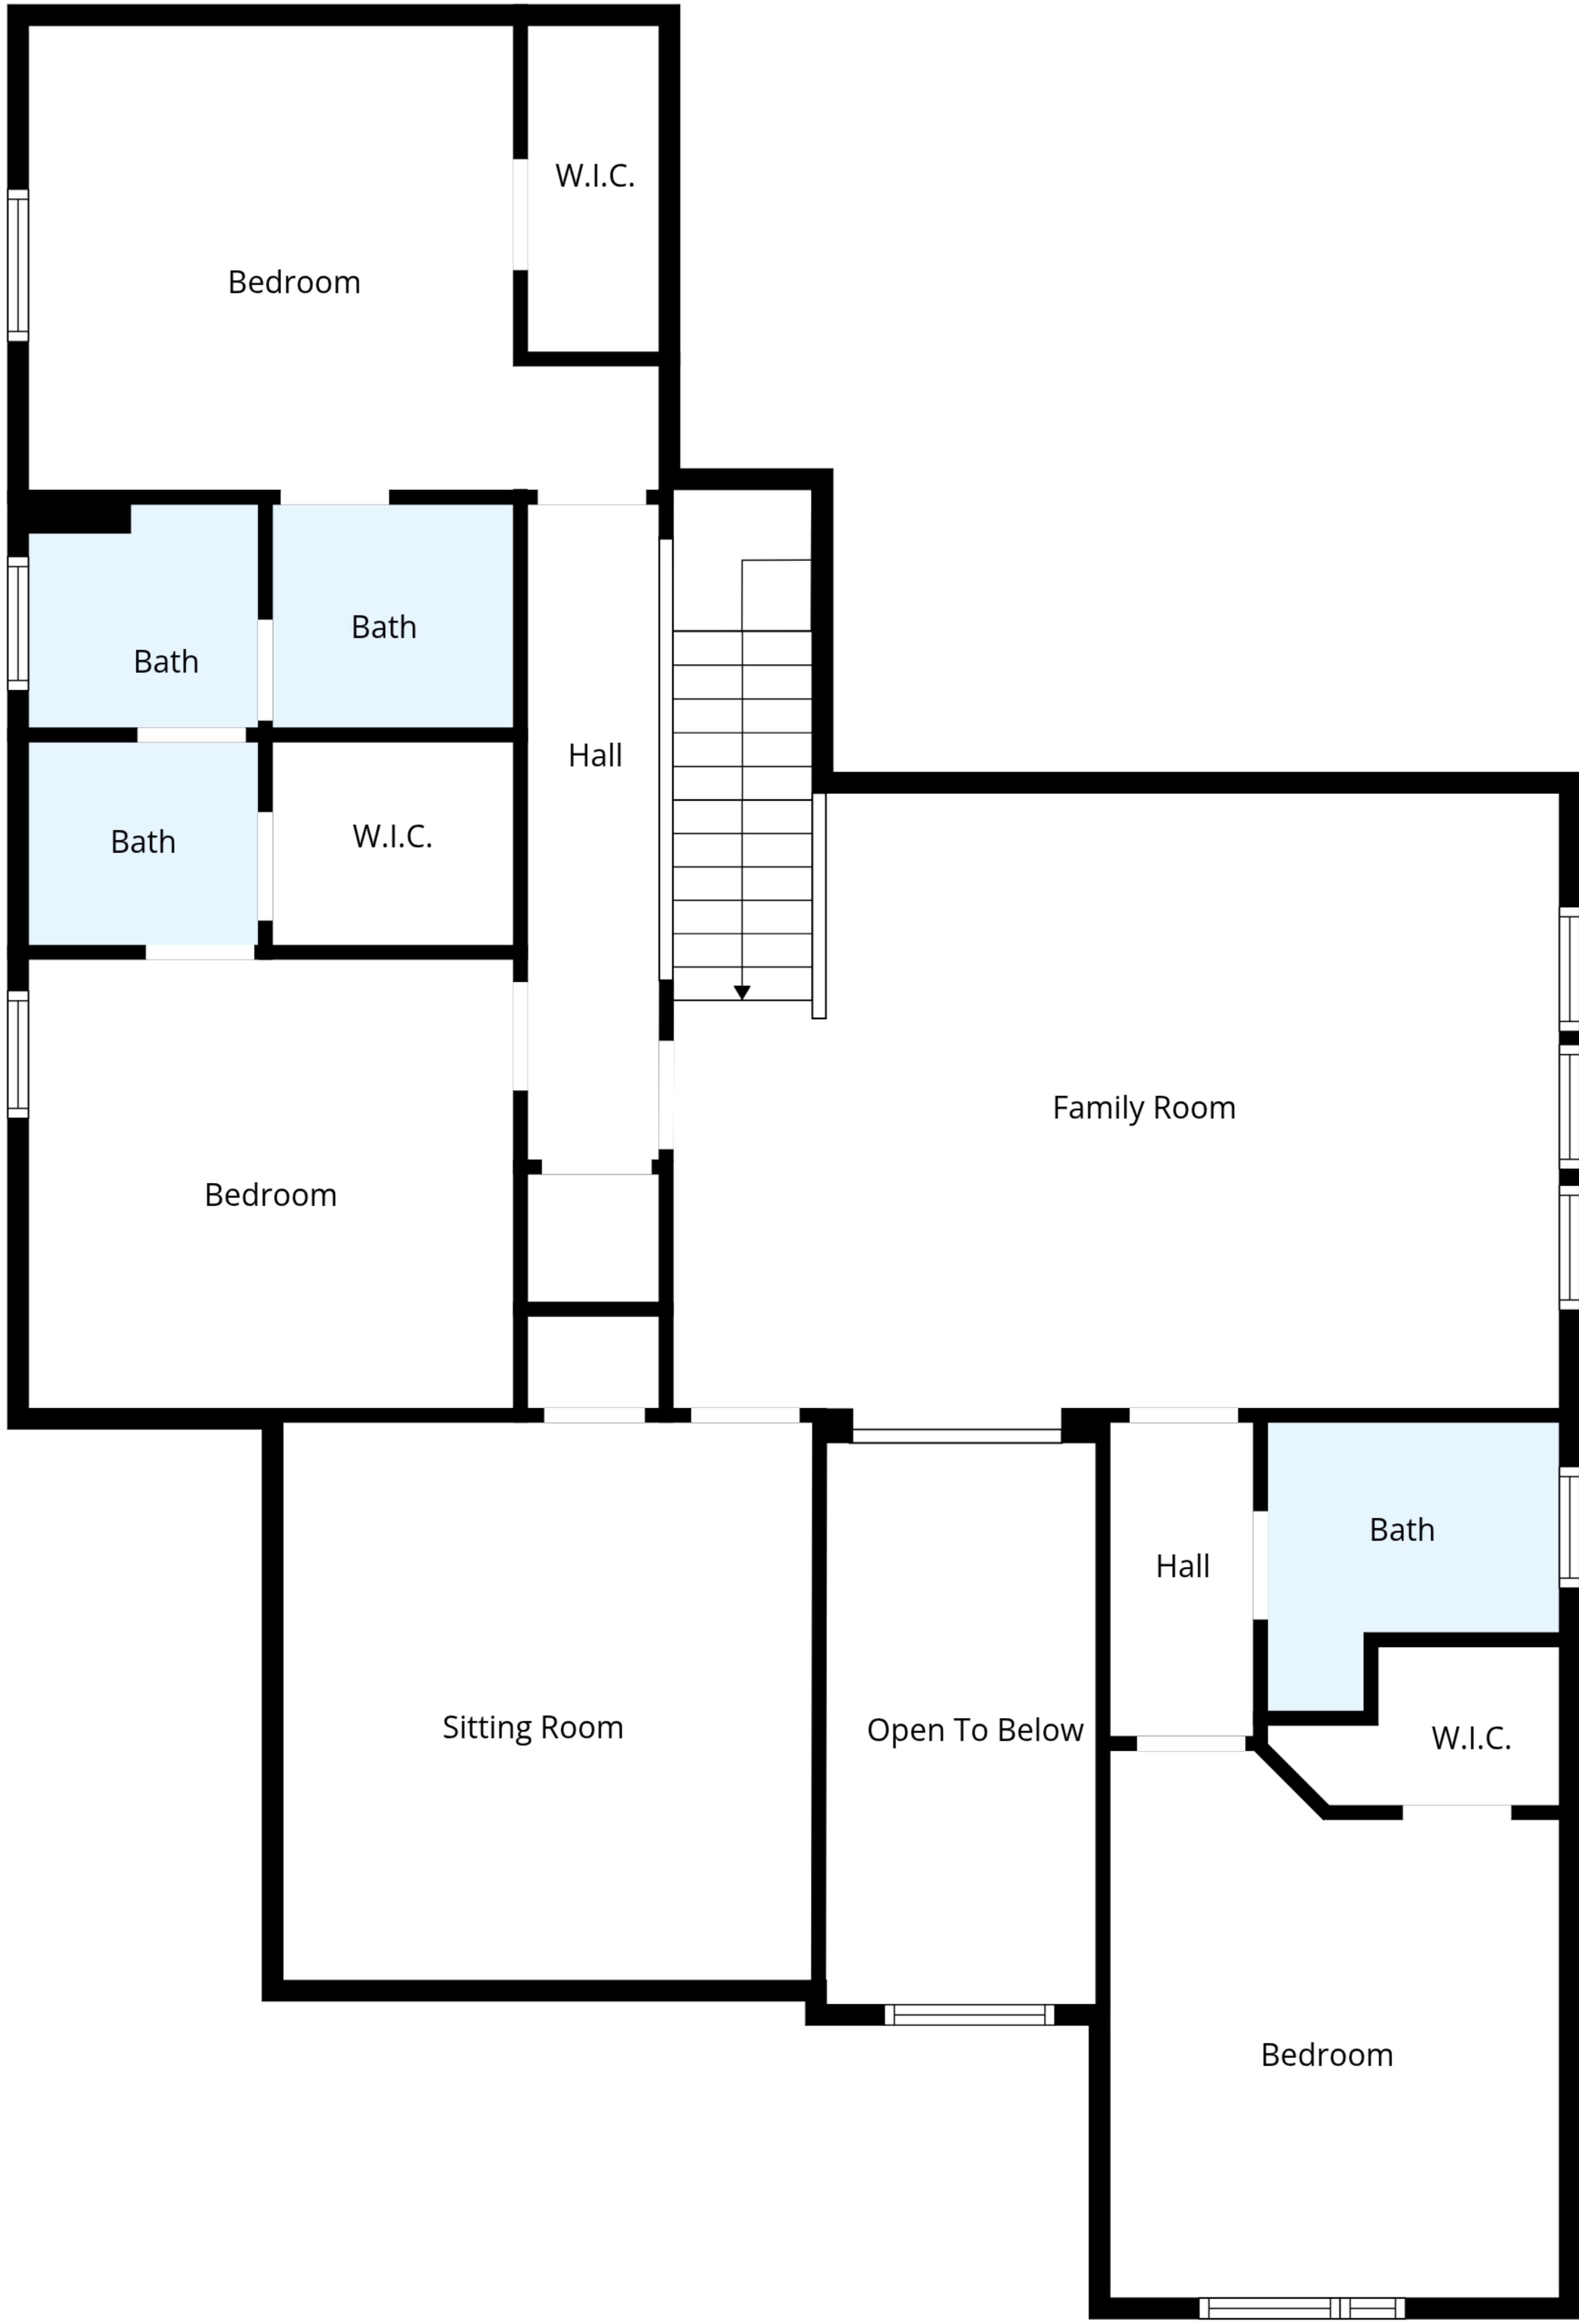 W.I.C.
Bedroom
Bath
Bath
Hall
Bath
W.I.C.
Family Room
Bedroom
Bath
Hall
Sitting Room
Open To Below
W.I.C.
Bedroom